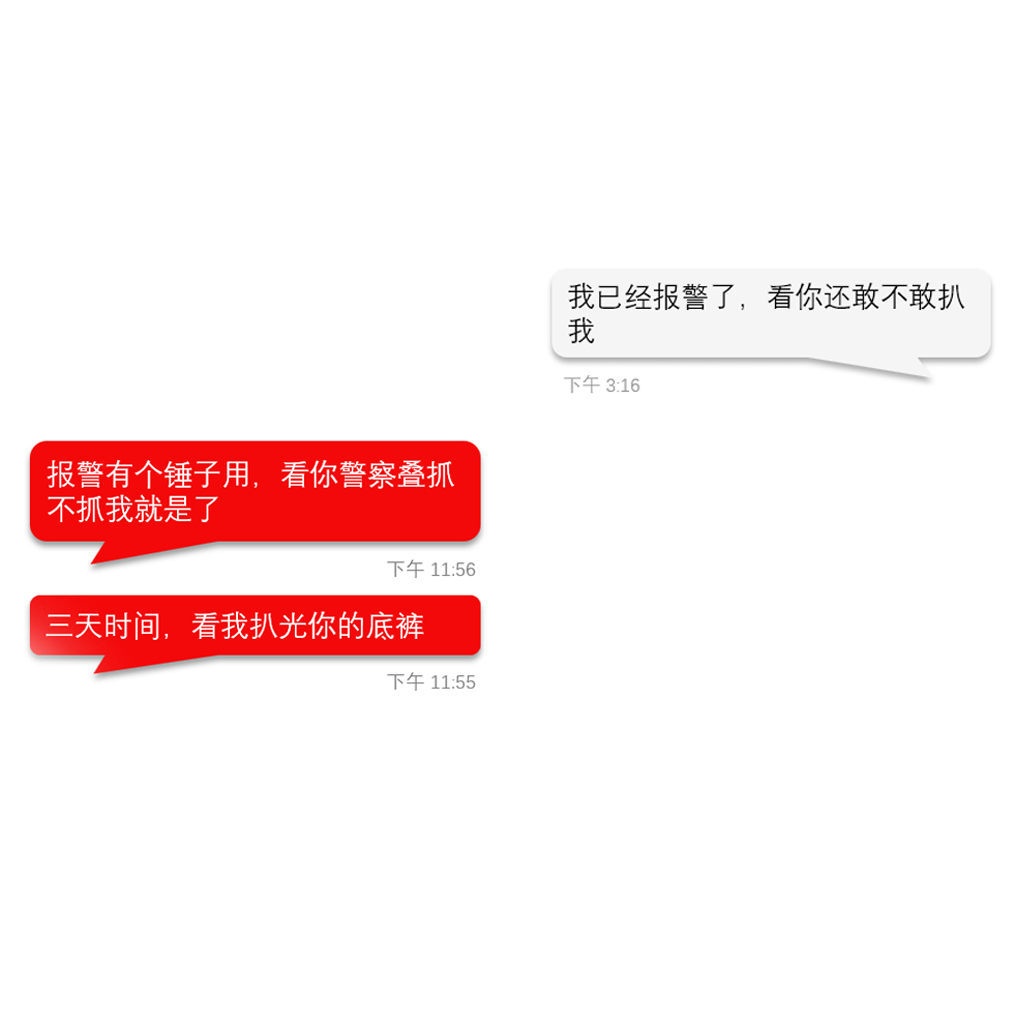 我已经报警了，看你还敢不敢扒
我
下午 3:16
报警有个锤子用，看你警察叠抓
不抓我就是了
下午 11:56
三天时间，看我扒光你的底裤
下午 11:55